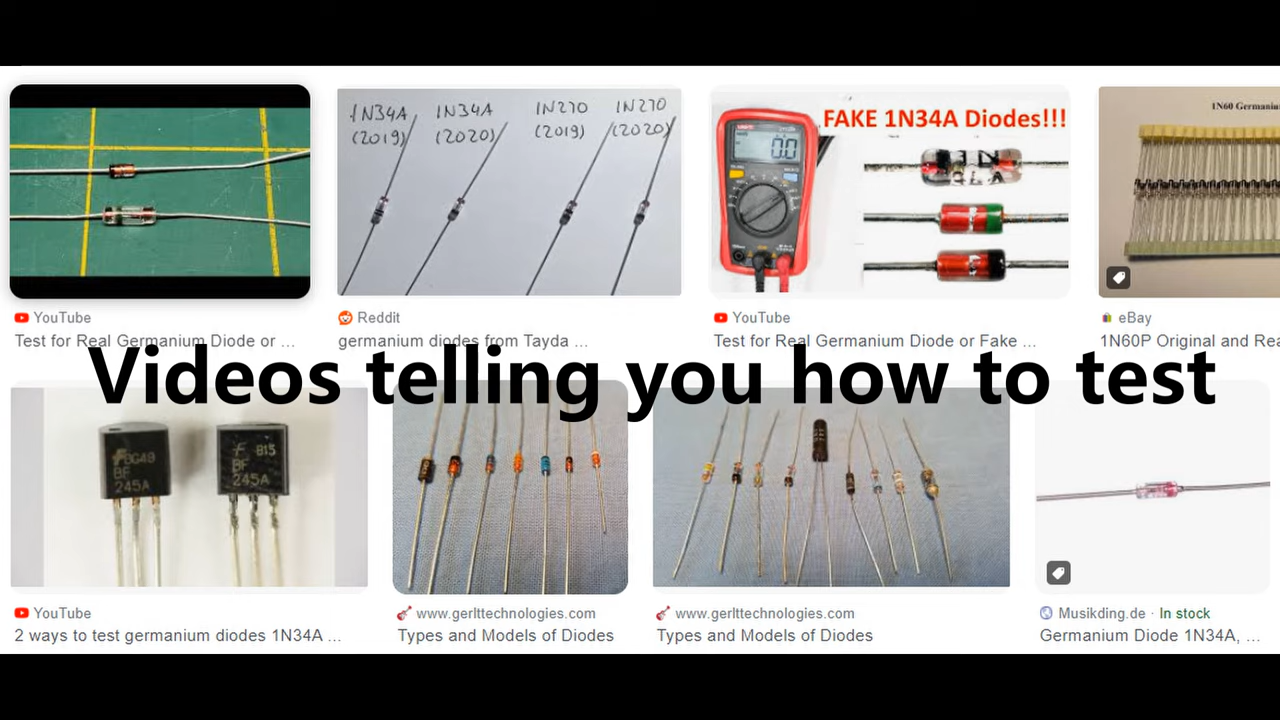 1N34A 1N34A 1N270 1N270
(2019) (2020) (2019) (2020)
FAKE 1N34A Diodes!!!
0.0
1N60 Germaniu
YouTube
Test for Real Germanium Diode or ...
Reddit
germanium diodes from Tayda ...
YouTube
Test for Real Germanium Diode or Fake ...
eBay
1N60P Original and Rea
Videos telling you how to test
BF
245A
B15
BF
245A
YouTube
2 ways to test germanium diodes 1N34A ...
www.gerlttechnologies.com
Types and Models of Diodes
www.gerlttechnologies.com
Types and Models of Diodes
Musikding.de · In stock
Germanium Diode 1N34A, ...